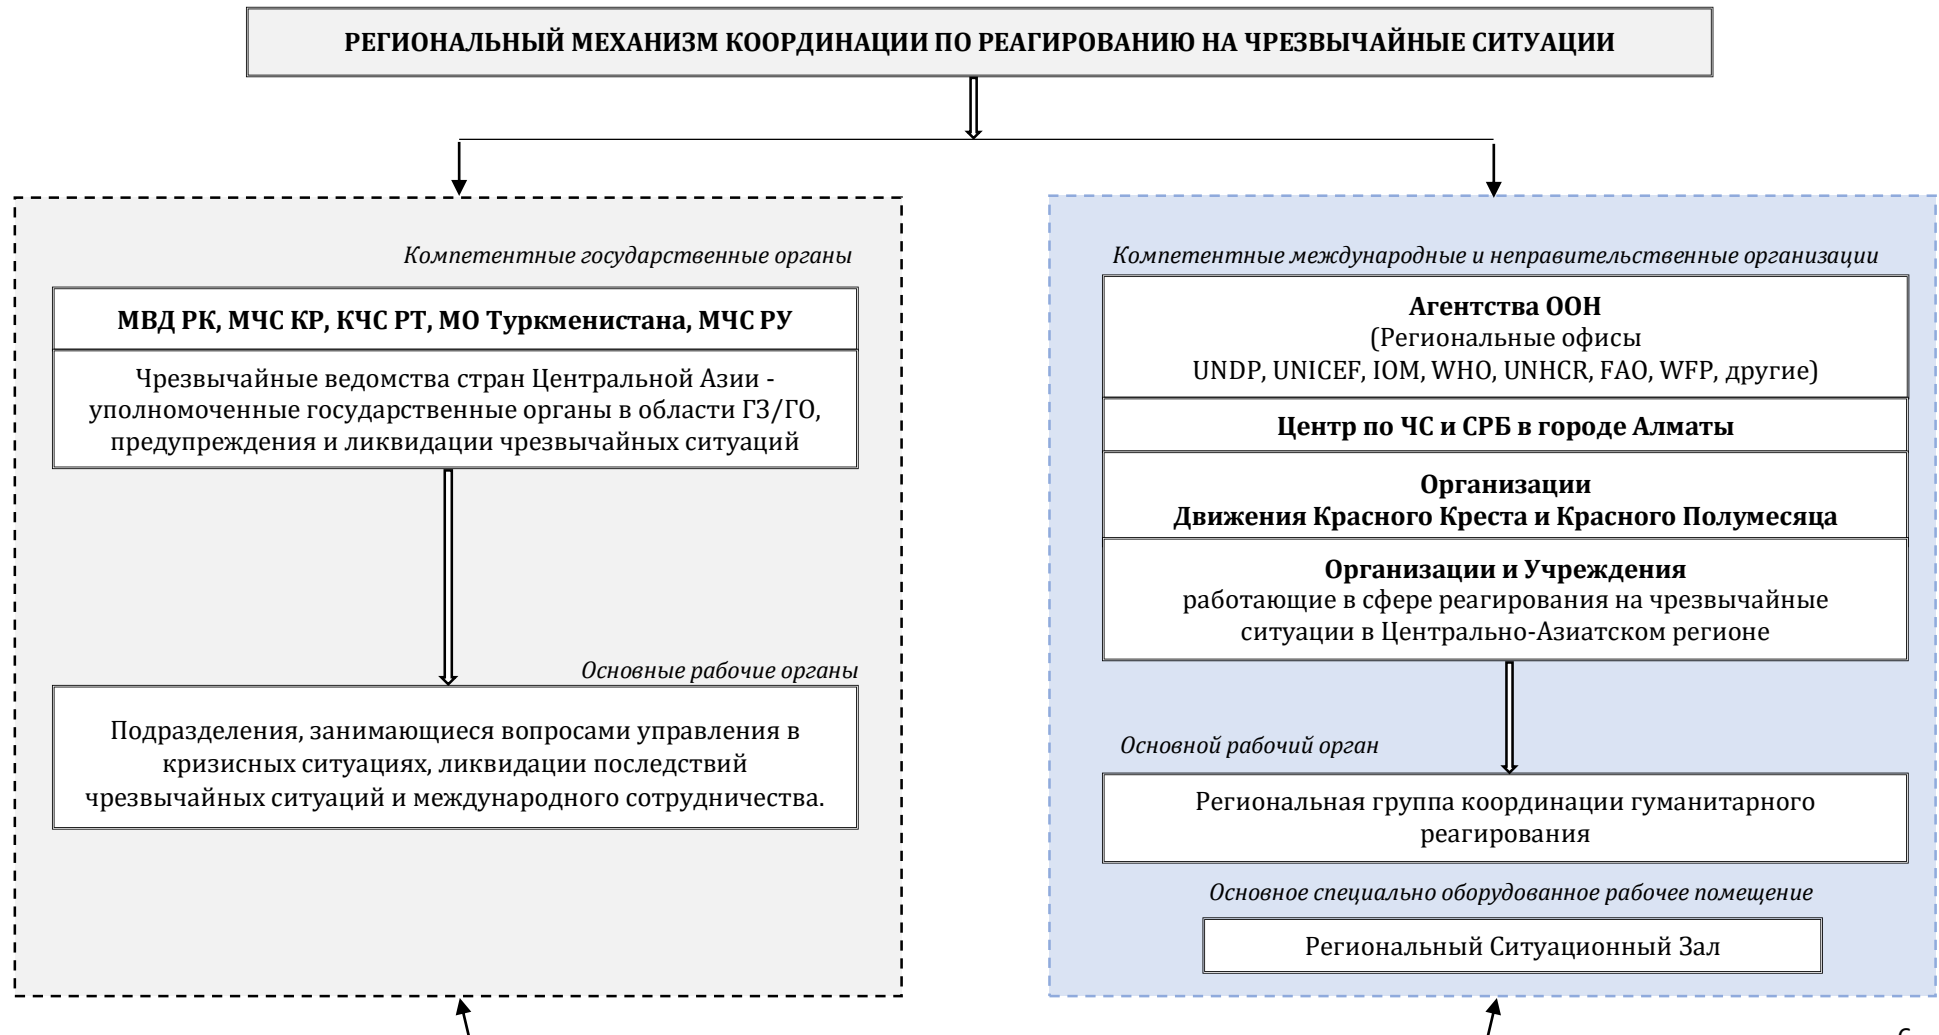 РЕГИОНАЛЬНЫЙ МЕХАНИЗМ КООРДИНАЦИИ ПО РЕАГИРОВАНИЮ НА ЧРЕЗВЫЧАЙНЫЕ СИТУАЦИИ
Компетентные государственные органы
МВД РК, МЧС КР, КЧС РТ, МО Туркменистана, МЧС РУ
Чрезвычайные ведомства стран Центральной Азии -
уполномоченные государственные органы в области ГЗ/ГО,
предупреждения и ликвидации чрезвычайных ситуаций
Основные рабочие органы
Подразделения, занимающиеся вопросами управления в
кризисных ситуациях, ликвидации последствий
чрезвычайных ситуаций и международного сотрудничества.
Компетентные международные и неправительственные организации
Агентства ООН
(Региональные офисы
UNDP, UNICEF, IOM, WHO, UNHCR, FAO, WFP, другие)
Центр по ЧС и СРБ в городе Алматы
Организации
Движения Красного Креста и Красного Полумесяца
Организации и Учреждения
работающие в сфере реагирования на чрезвычайные
ситуации в Центрально-Азиатском регионе
Основной рабочий орган
Региональная группа координации гуманитарного
реагирования
Основное специально оборудованное рабочее помещение
Региональный Ситуационный Зал